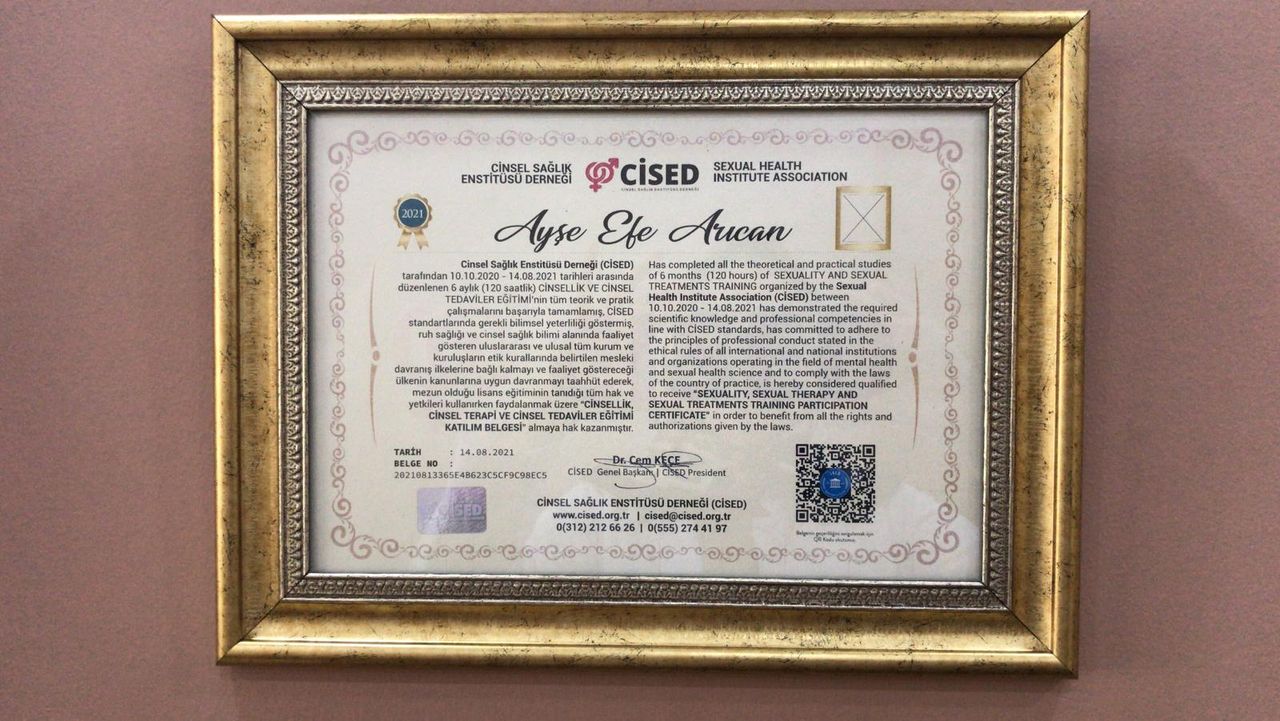 CİNSEL SAĞLIK
ENSTİTÜSÜ DERNEĞİ
CİSED
CİNSEL SAĞLIK ENSTİTÜSÜ DERNEĞİ
SEXUAL HEALTH
INSTITUTE ASSOCIATION
2021
Ayşe Efe Arıcan
Cinsel Sağlık Enstitüsü Derneği (CİSED)
tarafından 10.10.2020 - 14.08.2021 tarihleri arasında
düzenlenen 6 aylık (120 saatlik) CİNSELLİK VE CİNSEL
TEDAVİLER EĞİTİMİ'nin tüm teorik ve pratik
çalışmalarını başarıyla tamamlamış, CİSED
standartlarında gerekli bilimsel yeterliliği göstermiş,
ruh sağlığı ve cinsel sağlık bilimi alanında faaliyet
gösteren uluslararası ve ulusal tüm kurum ve
kuruluşların etik kurallarında belirtilen mesleki
davranış ilkelerine bağlı kalmayı ve faaliyet göstereceği
ülkenin kanunlarına uygun davranmayı taahhüt ederek,
mezun olduğu lisans eğitiminin tanıdığı tüm hak ve
yetkileri kullanırken faydalanmak üzere "CİNSELLİK,
CİNSEL TERAPİ VE CİNSEL TEDAVİLER EĞİTİMİ
KATILIM BELGESİ" almaya hak kazanmıştır.
Has completed all the theoretical and practical studies
of 6 months (120 hours) of SEXUALITY AND SEXUAL
TREATMENTS TRAINING organized by the Sexual
Health Institute Association (CİSED) between
10.10.2020 - 14.08.2021 has demonstrated the required
scientific knowledge and professional competencies in
line with CİSED standards, has committed to adhere to
the principles of professional conduct stated in the
ethical rules of all international and national institutions
and organizations operating in the field of mental health
and sexual health science and to comply with the laws
of the country of practice, is hereby considered qualified
to receive "SEXUALITY, SEXUAL THERAPY AND
SEXUAL TREATMENTS TRAINING PARTICIPATION
CERTIFICATE" in order to benefit from all the rights and
authorizations given by the laws.
TARİH : 14.08.2021
BELGE NO :
20210813365E4B623C5CF9C98EC5
Dr. Cem KEÇE
CİSED Genel Başkanı | CİSED President
CİSED
CİNSEL SAĞLIK ENSTİTÜSÜ DERNEĞİ (CİSED)
www.cised.org.tr | cised@cised.org.tr
0(312) 212 66 26 | 0(555) 274 41 97
Belgenin geçerliliğini sorgulamak için
QR Kodu okutunuz.